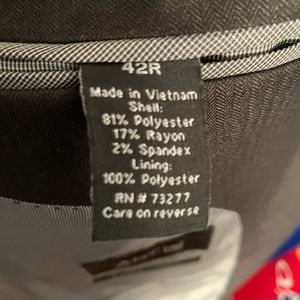 42R
Made in Vietnam
Shell:
81% Polyester
17% Rayon
2% Spandex
Lining:
100% Polyester
RN # 73277
Care on reverse